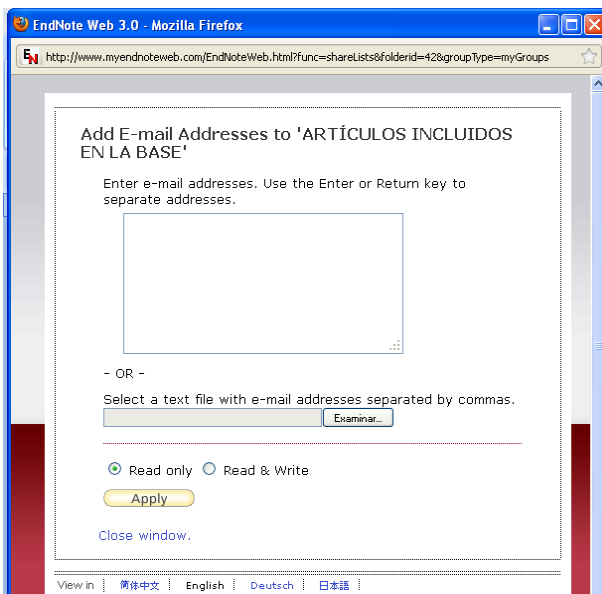 EndNote Web 3.0 - Mozilla Firefox
EN http://www.myendnoteweb.com/EndNoteWeb.html?func=shareLists&folderid=42&groupType=myGroups
Add E-mail Addresses to 'ARTÍCULOS INCLUIDOS
EN LA BASE'
Enter e-mail addresses. Use the Enter or Return key to
separate addresses.
- OR -
Select a text file with e-mail addresses separated by commas.
Examinar...
Read only Read & Write
Apply
Close window.
View in 简体中文 English Deutsch 日本語